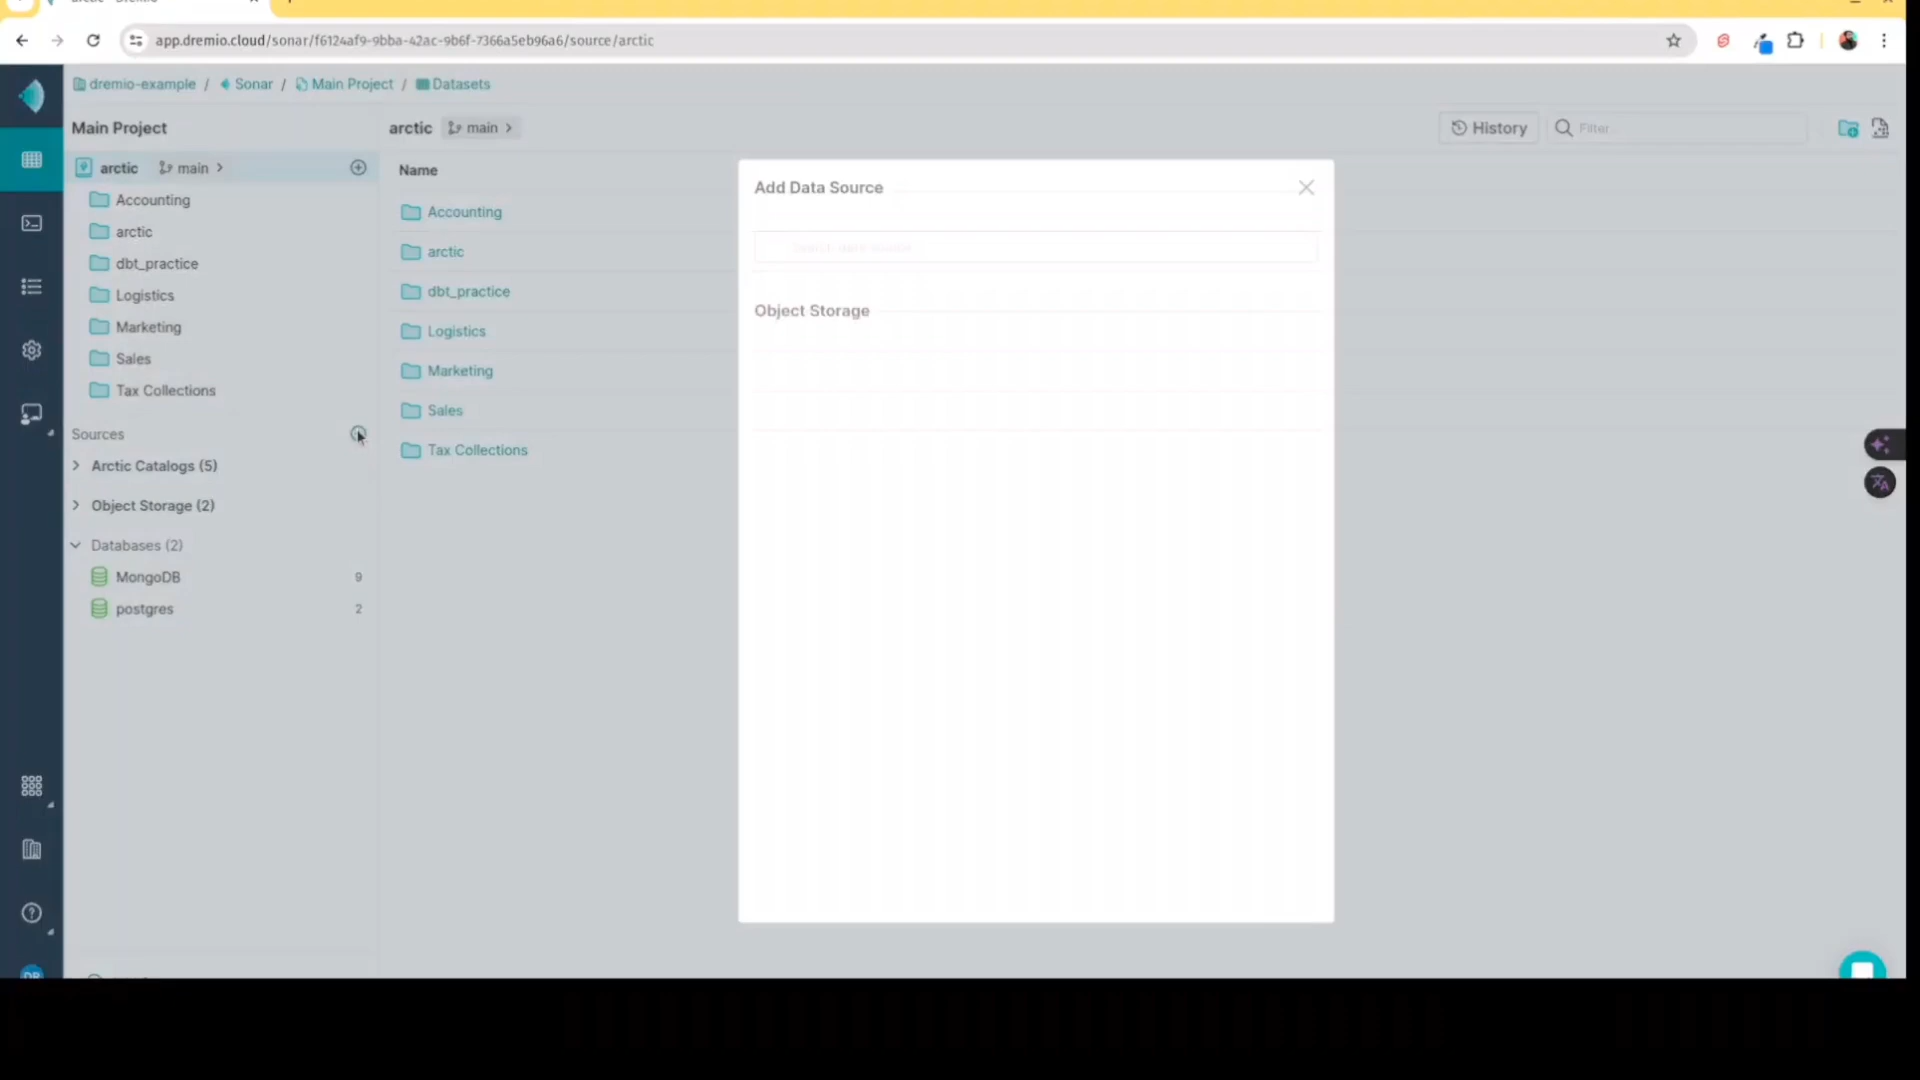 app.dremio.cloud/sonar/f6124af9-9bba-42ac-9b6f-7366a5eb96a6/source/arctic
dremio-example / Sonar / Main Project / Datasets
Main Project
arctic main
History
Filter
arctic main
Accounting
arctic
dbt_practice
Logistics
Marketing
Sales
Tax Collections
Sources
Arctic Catalogs (5)
Object Storage (2)
Databases (2)
MongoDB 9
postgres 2
Name
Accounting
arctic
dbt_practice
Logistics
Marketing
Sales
Tax Collections
Add Data Source
Object Storage